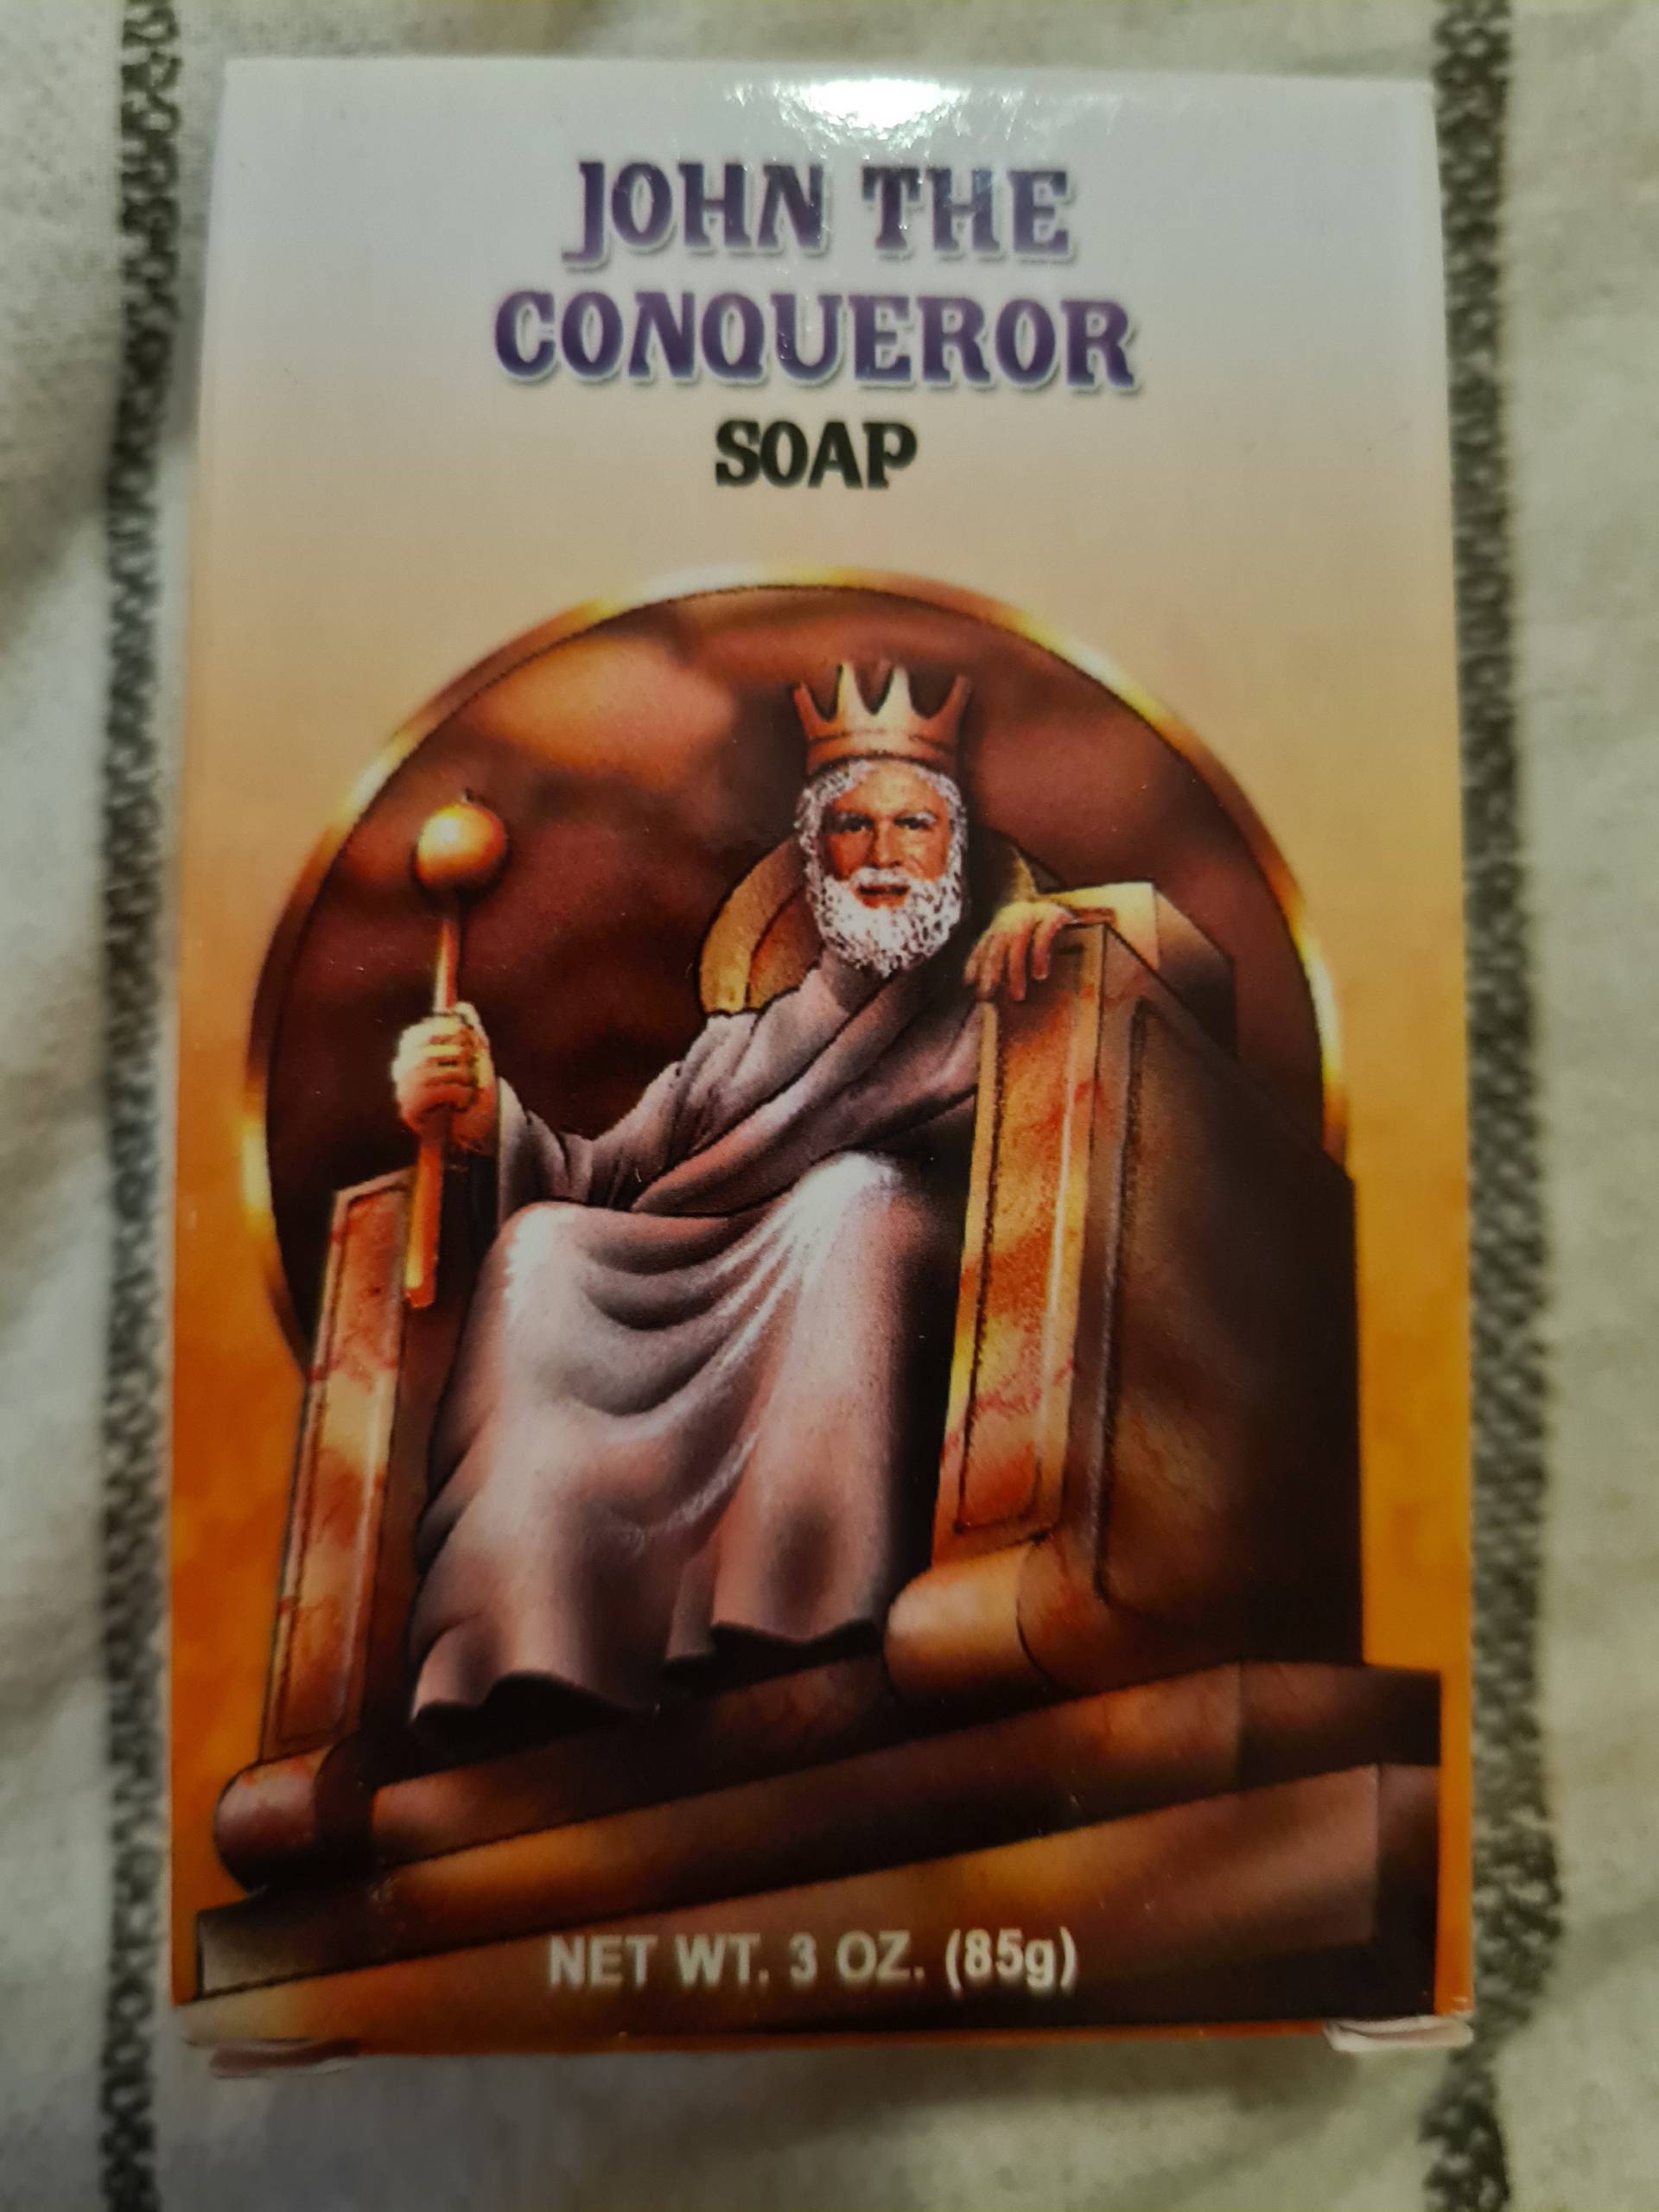 JOHN THE
CONQUEROR
SOAP
NET WT. 3 OZ. (85g)